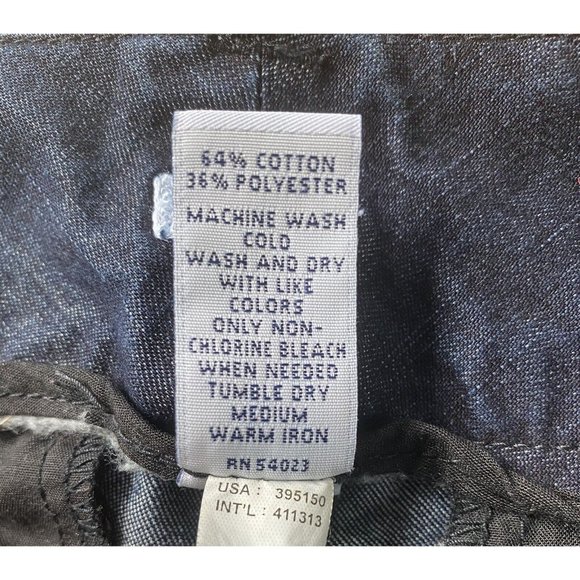 64% COTTON
36% POLYESTER
MACHINE WASH
COLD
WASH AND DRY
WITH LIKE
COLORS
ONLY NON-
CHLORINE BLEACH
WHEN NEEDED
TUMBLE DRY
MEDIUM
WARM IRON
RN 54023
USA : 395150
INT'L : 411313